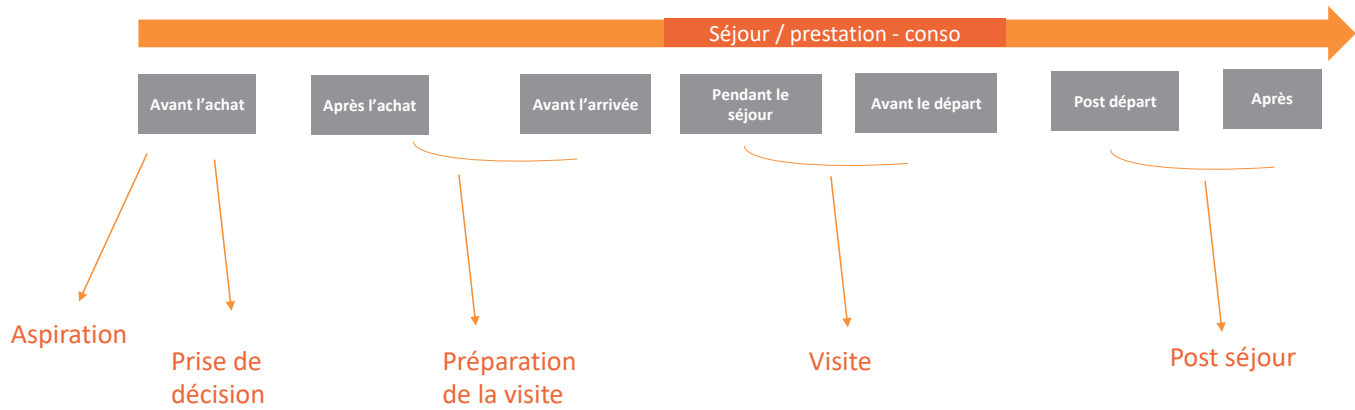 Séjour / prestation - conso
Avant l'achat
Après l'achat
Avant l'arrivée
Pendant le
séjour
Avant le départ
Post départ
Après
Aspiration
Prise de
décision
Préparation
de la visite
Visite
Post séjour